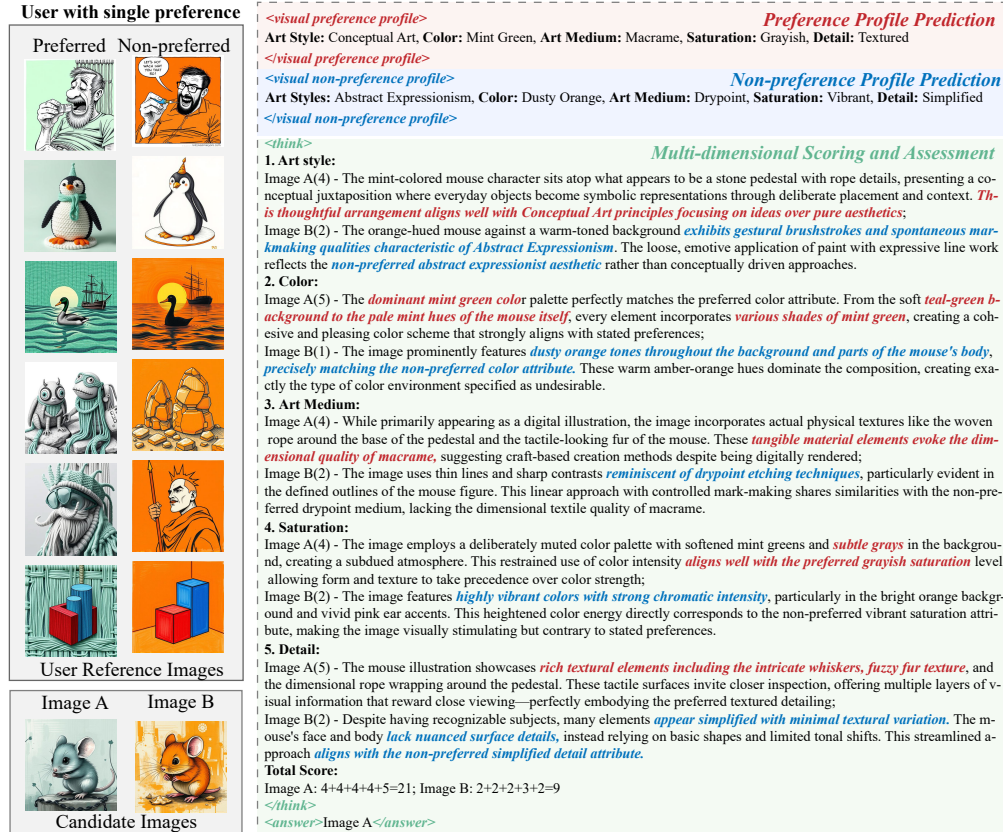 User with single preference
Preferred Non-preferred
LET'S NOT
WACH WHY
YOU THAT
SO!
User Reference Images
Image A Image B
Candidate Images
<visual preference profile>
Preference Profile Prediction
Art Style: Conceptual Art, Color: Mint Green, Art Medium: Macrame, Saturation: Grayish, Detail: Textured
</visual preference profile>
<visual non-preference profile>
Non-preference Profile Prediction
Art Styles: Abstract Expressionism, Color: Dusty Orange, Art Medium: Drypoint, Saturation: Vibrant, Detail: Simplified
</visual non-preference profile>
<think>
Multi-dimensional Scoring and Assessment
1. Art style:
Image A(4) - The mint-colored mouse character sits atop what appears to be a stone pedestal with rope details, presenting a co-
nceptual juxtaposition where everyday objects become symbolic representations through deliberate placement and context. Th-
is thoughtful arrangement aligns well with Conceptual Art principles focusing on ideas over pure aesthetics;
Image B(2) - The orange-hued mouse against a warm-toned background exhibits gestural brushstrokes and spontaneous mar-
kmaking qualities characteristic of Abstract Expressionism. The loose, emotive application of paint with expressive line work
reflects the non-preferred abstract expressionist aesthetic rather than conceptually driven approaches.
2. Color:
Image A(5) - The dominant mint green color palette perfectly matches the preferred color attribute. From the soft teal-green b-
ackground to the pale mint hues of the mouse itself, every element incorporates various shades of mint green, creating a coh-
esive and pleasing color scheme that strongly aligns with stated preferences;
Image B(1) - The image prominently features dusty orange tones throughout the background and parts of the mouse's body,
precisely matching the non-preferred color attribute. These warm amber-orange hues dominate the composition, creating exa-
ctly the type of color environment specified as undesirable.
3. Art Medium:
Image A(4) - While primarily appearing as a digital illustration, the image incorporates actual physical textures like the woven
rope around the base of the pedestal and the tactile-looking fur of the mouse. These tangible material elements evoke the dim-
ensional quality of macrame, suggesting craft-based creation methods despite being digitally rendered;
Image B(2) - The image uses thin lines and sharp contrasts reminiscent of drypoint etching techniques, particularly evident in
the defined outlines of the mouse figure. This linear approach with controlled mark-making shares similarities with the non-pre-
ferred drypoint medium, lacking the dimensional textile quality of macrame.
4. Saturation:
Image A(4) - The image employs a deliberately muted color palette with softened mint greens and subtle grays in the backgrou-
nd, creating a subdued atmosphere. This restrained use of color intensity aligns well with the preferred grayish saturation level
allowing form and texture to take precedence over color strength;
Image B(2) - The image features highly vibrant colors with strong chromatic intensity, particularly in the bright orange backgr-
ound and vivid pink ear accents. This heightened color energy directly corresponds to the non-preferred vibrant saturation attri-
bute, making the image visually stimulating but contrary to stated preferences.
5. Detail:
Image A(5) - The mouse illustration showcases rich textural elements including the intricate whiskers, fuzzy fur texture, and
the dimensional rope wrapping around the pedestal. These tactile surfaces invite closer inspection, offering multiple layers of v-
isual information that reward close viewing—perfectly embodying the preferred textured detailing;
Image B(2) - Despite having recognizable subjects, many elements appear simplified with minimal textural variation. The m-
ouse's face and body lack nuanced surface details, instead relying on basic shapes and limited tonal shifts. This streamlined a-
pproach aligns with the non-preferred simplified detail attribute.
Total Score:
Image A: 4+4+4+4+5=21; Image B: 2+2+2+3+2=9
</think>
<answer>Image A</answer>